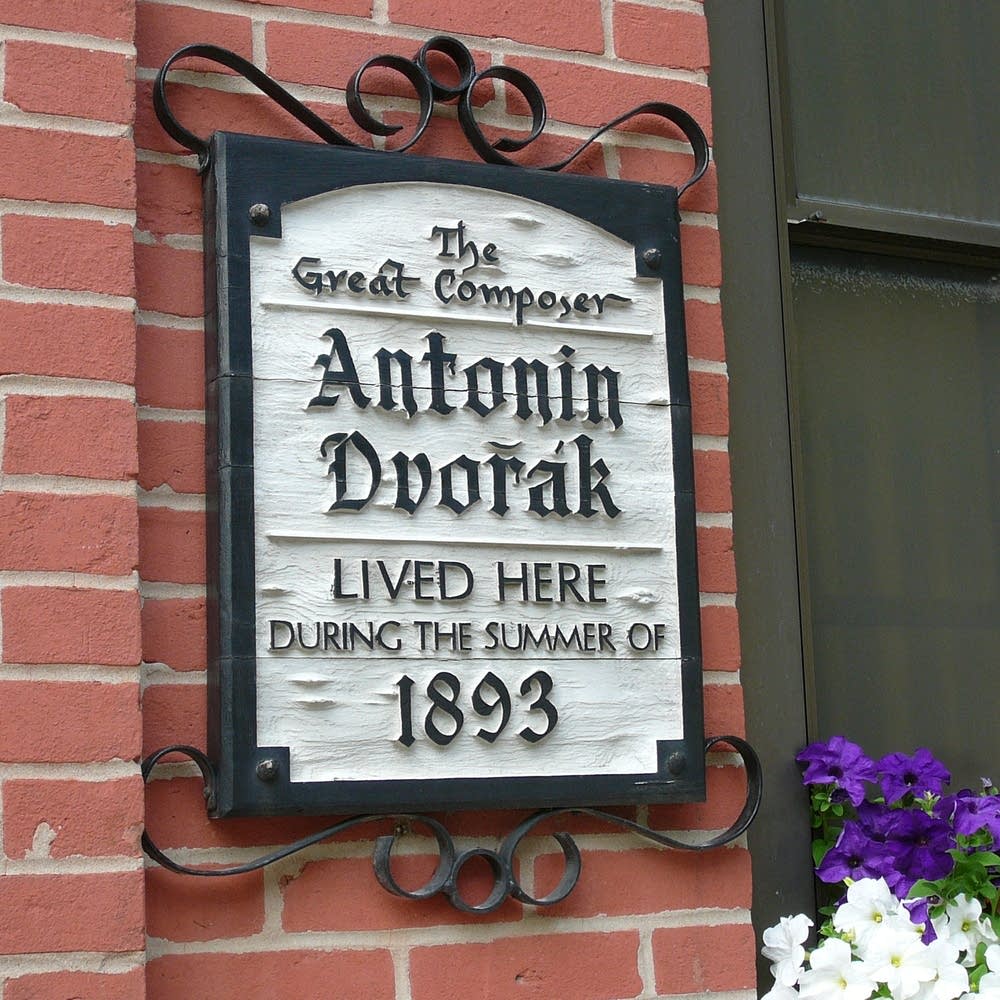 The
Great Composer
Antonin
Dvořák
LIVED HERE
DURING THE SUMMER OF
1893